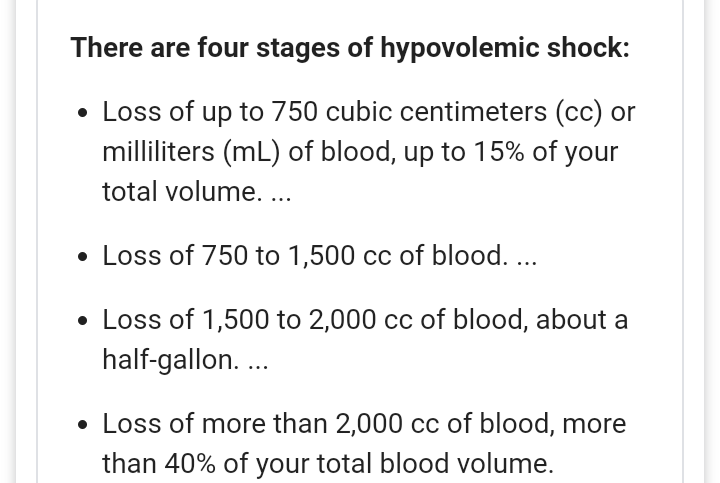 There are four stages of hypovolemic shock:
• Loss of up to 750 cubic centimeters (cc) or
milliliters (mL) of blood, up to 15% of your
total volume. ...
• Loss of 750 to 1,500 cc of blood. ...
• Loss of 1,500 to 2,000 cc of blood, about a
half-gallon. ...
• Loss of more than 2,000 cc of blood, more
than 40% of your total blood volume.